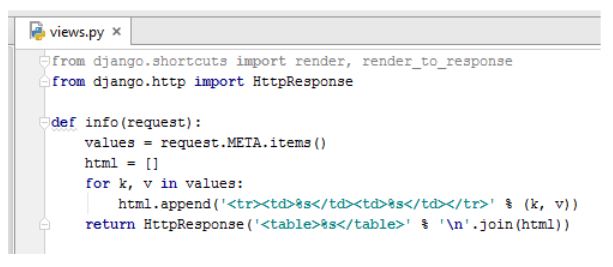 views.py ×
from django.shortcuts import render, render_to_response
from django.http import HttpResponse
def info(request):
    values = request.META.items()
    html = []
    for k, v in values:
        html.append('<tr><td>%s</td><td>%s</td></tr>' % (k, v))
    return HttpResponse('<table>%s</table>' % '\n'.join(html))